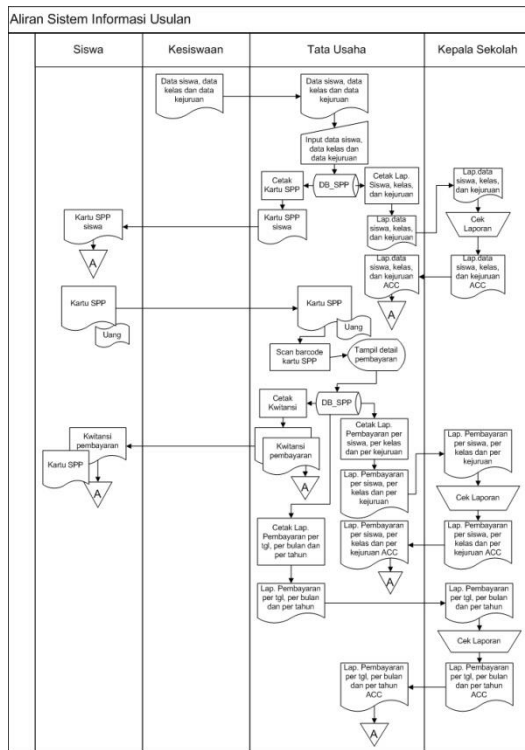 Aliran Sistem Informasi Usulan
Siswa
Kesiswaan
Tata Usaha
Kepala Sekolah
Data siswa, data
kelas dan data
kejuruan
Data siswa, data
kelas dan data
kejuruan
Input data siswa,
data kelas dan
data kejuruan
Cetak
Kartu SPP
DB_SPP
Cetak Lap.
Siswa, kelas,
dan kejuruan
Lap.data
siswa, kelas,
dan kejuruan
Kartu SPP
siswa
Kartu SPP
siswa
Lap.data
siswa, kelas,
dan kejuruan
Cek
Laporan
A
Lap.data
siswa, kelas,
dan kejuruan
ACC
Lap.data
siswa, kelas,
dan kejuruan
ACC
A
Kartu SPP
Uang
Kartu SPP
Uang
Scan barcode
kartu SPP
Tampil detail
pembayaran
Cetak
Kwitansi
DB_SPP
Cetak Lap.
Pembayaran per
siswa, per kelas
dan per kejuruan
Kwitansi
pembayaran
Kartu SPP
A
Kwitansi
pembayaran
A
Lap. Pembayaran
per siswa, per
kelas dan per
kejuruan
Lap. Pembayaran
per siswa, per
kelas dan per
kejuruan
Cek Laporan
Cetak Lap.
Pembayaran per
tgl, per bulan dan
per tahun
Lap. Pembayaran
per siswa, per
kelas dan per
kejuruan ACC
Lap. Pembayaran
per siswa, per
kelas dan per
kejuruan ACC
A
Lap. Pembayaran
per tgl, per bulan
dan per tahun
Lap. Pembayaran
per tgl, per bulan
dan per tahun
Cek Laporan
Lap. Pembayaran
per tgl, per bulan
dan per tahun
ACC
Lap. Pembayaran
per tgl, per bulan
dan per tahun
ACC
A